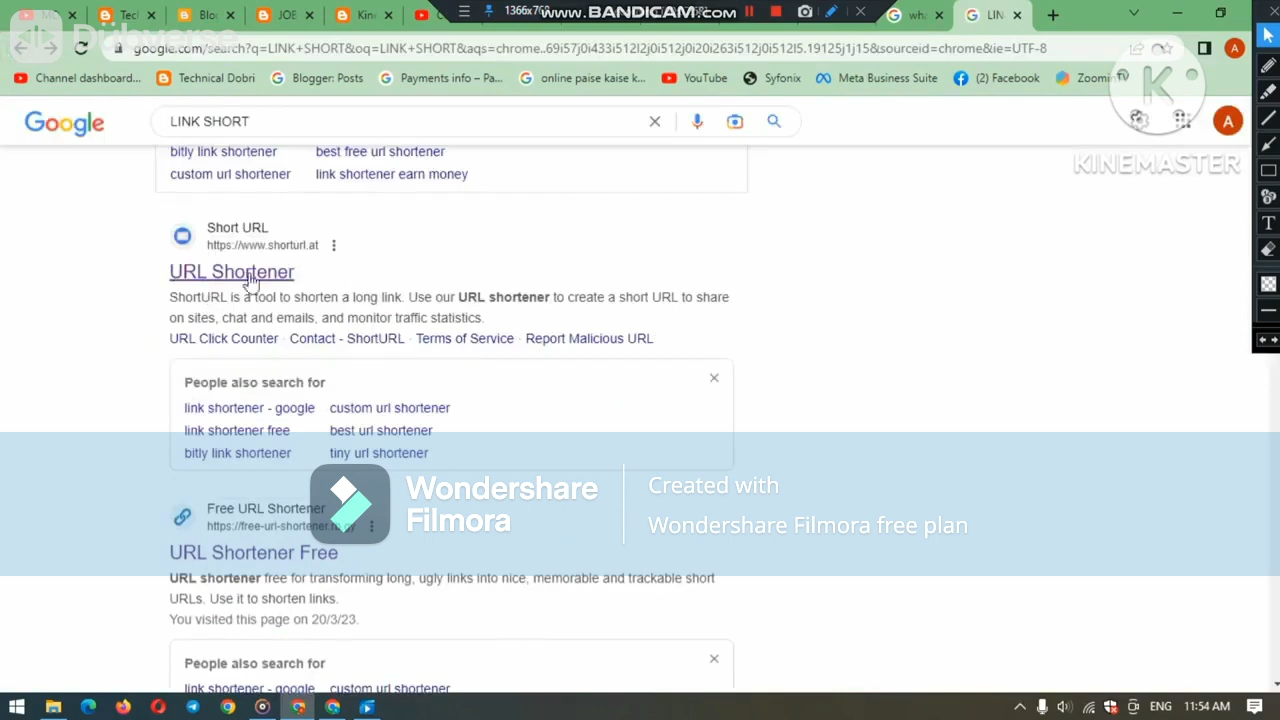 1366x768
www.BANDICAM.com
Tecl
Blo
JOB
Kin
wha
LIN
Dubverse
google.com/search?q=LINK+SHORT&oq=LINK+SHORT&aqs=chrome..69i57j0i433i512l2j0i512j0i20i263i512j0i512l5.19125j1j15&sourceid=chrome&ie=UTF-8
A
Channel dashboard...
Technical Dobri
Blogger: Posts
Payments info – Pa...
online paise kaise k...
YouTube
Syfonix
Meta Business Suite
(2) Facebook
K
Google
LINK SHORT
A
KINEMASTER
bitly link shortener
best free url shortener
custom url shortener
link shortener earn money
Short URL
https://www.shorturl.at
URL Shortener
ShortURL is a tool to shorten a long link. Use our URL shortener to create a short URL to share
on sites, chat and emails, and monitor traffic statistics.
URL Click Counter · Contact - ShortURL · Terms of Service · Report Malicious URL
People also search for
link shortener - google
custom url shortener
link shortener free
best url shortener
bitly link shortener
tiny url shortener
Wondershare
Filmora
Created with
Wondershare Filmora free plan
Free URL Shortener
URL Shortener Free
URL shortener free for transforming long, ugly links into nice, memorable and trackable short
URLs. Use it to shorten links.
You visited this page on 20/3/23.
People also search for
link shortener - google
custom url shortener
ENG
11:54 AM